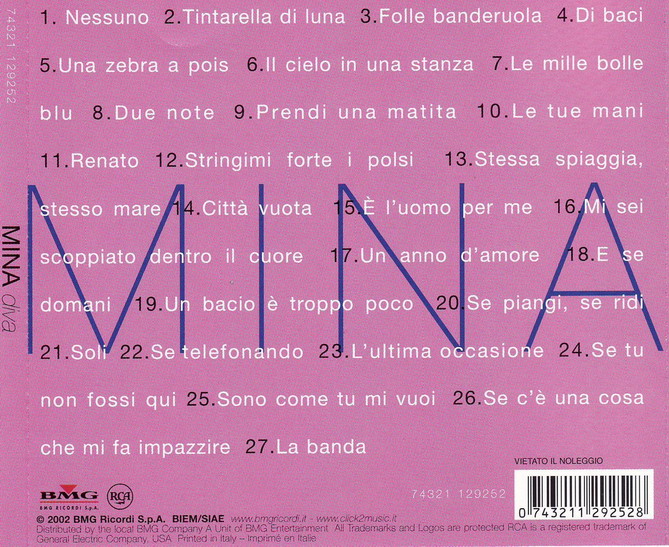 1. Nessuno 2.Tintarella di luna 3.Folle banderuola 4.Di baci
5.Una zebra a pois 6.Il cielo in una stanza 7.Le mille bolle
blu 8.Due note 9.Prendi una matita 10.Le tue mani
11.Renato 12.Stringimi forte i polsi 13.Stessa spiaggia,
stesso mare 14.Città vuota 15.È l'uomo per me 16.Mi sei
scoppiato dentro il cuore 17.Un anno d'amore 18.E se
domani 19.Un bacio è troppo poco 20.Se piangi, se ridi
21.Soli 22.Se telefonando 23.L'ultima occasione 24.Se tu
non fossi qui 25.Sono come tu mi vuoi 26.Se c'è una cosa
che mi fa impazzire 27.La banda
MINA
74321 129252
MINA diva
VIETATO IL NOLEGGIO
BMG
BMG RICORDI S.p.A.
RCA
74321 129252
0 743211 292528
© 2002 BMG Ricordi S.p.A. BIEM/SIAE www.bmgricordi.it - www.click2music.it
Distributed by the local BMG Company A Unit of BMG Entertainment All Trademarks and Logos are protected RCA is a registered trademark of
General Electric Company, USA Printed in Italy – Imprimé en Italie